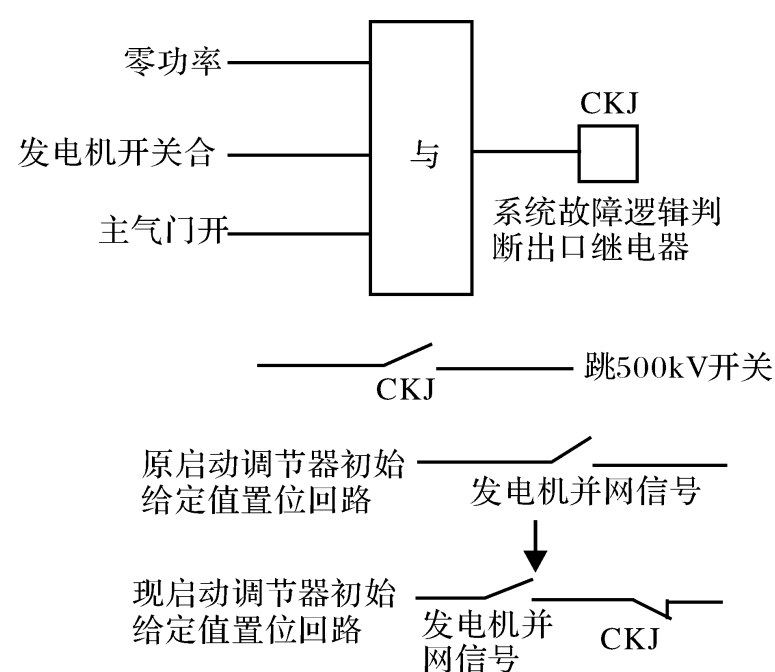 零功率
发电机开关合
主气门开
与
CKJ
系统故障逻辑判
断出口继电器
CKJ
跳500kV开关
原启动调节器初始
给定值置位回路
发电机并网信号
现启动调节器初始
给定值置位回路
发电机并
网信号
CKJ